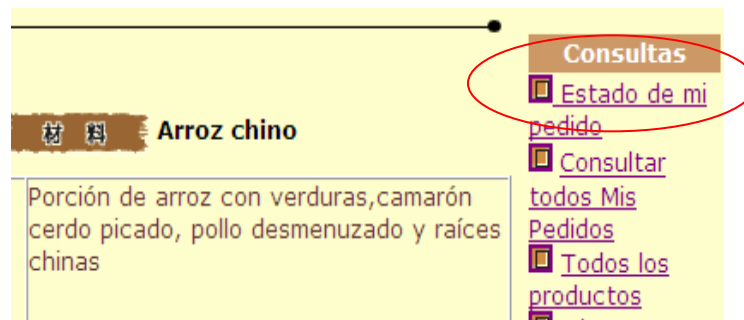 材 料 Arroz chino
Porción de arroz con verduras,camarón
cerdo picado, pollo desmenuzado y raíces
chinas
Consultas
Estado de mi
pedido
Consultar
todos Mis
Pedidos
Todos los
productos